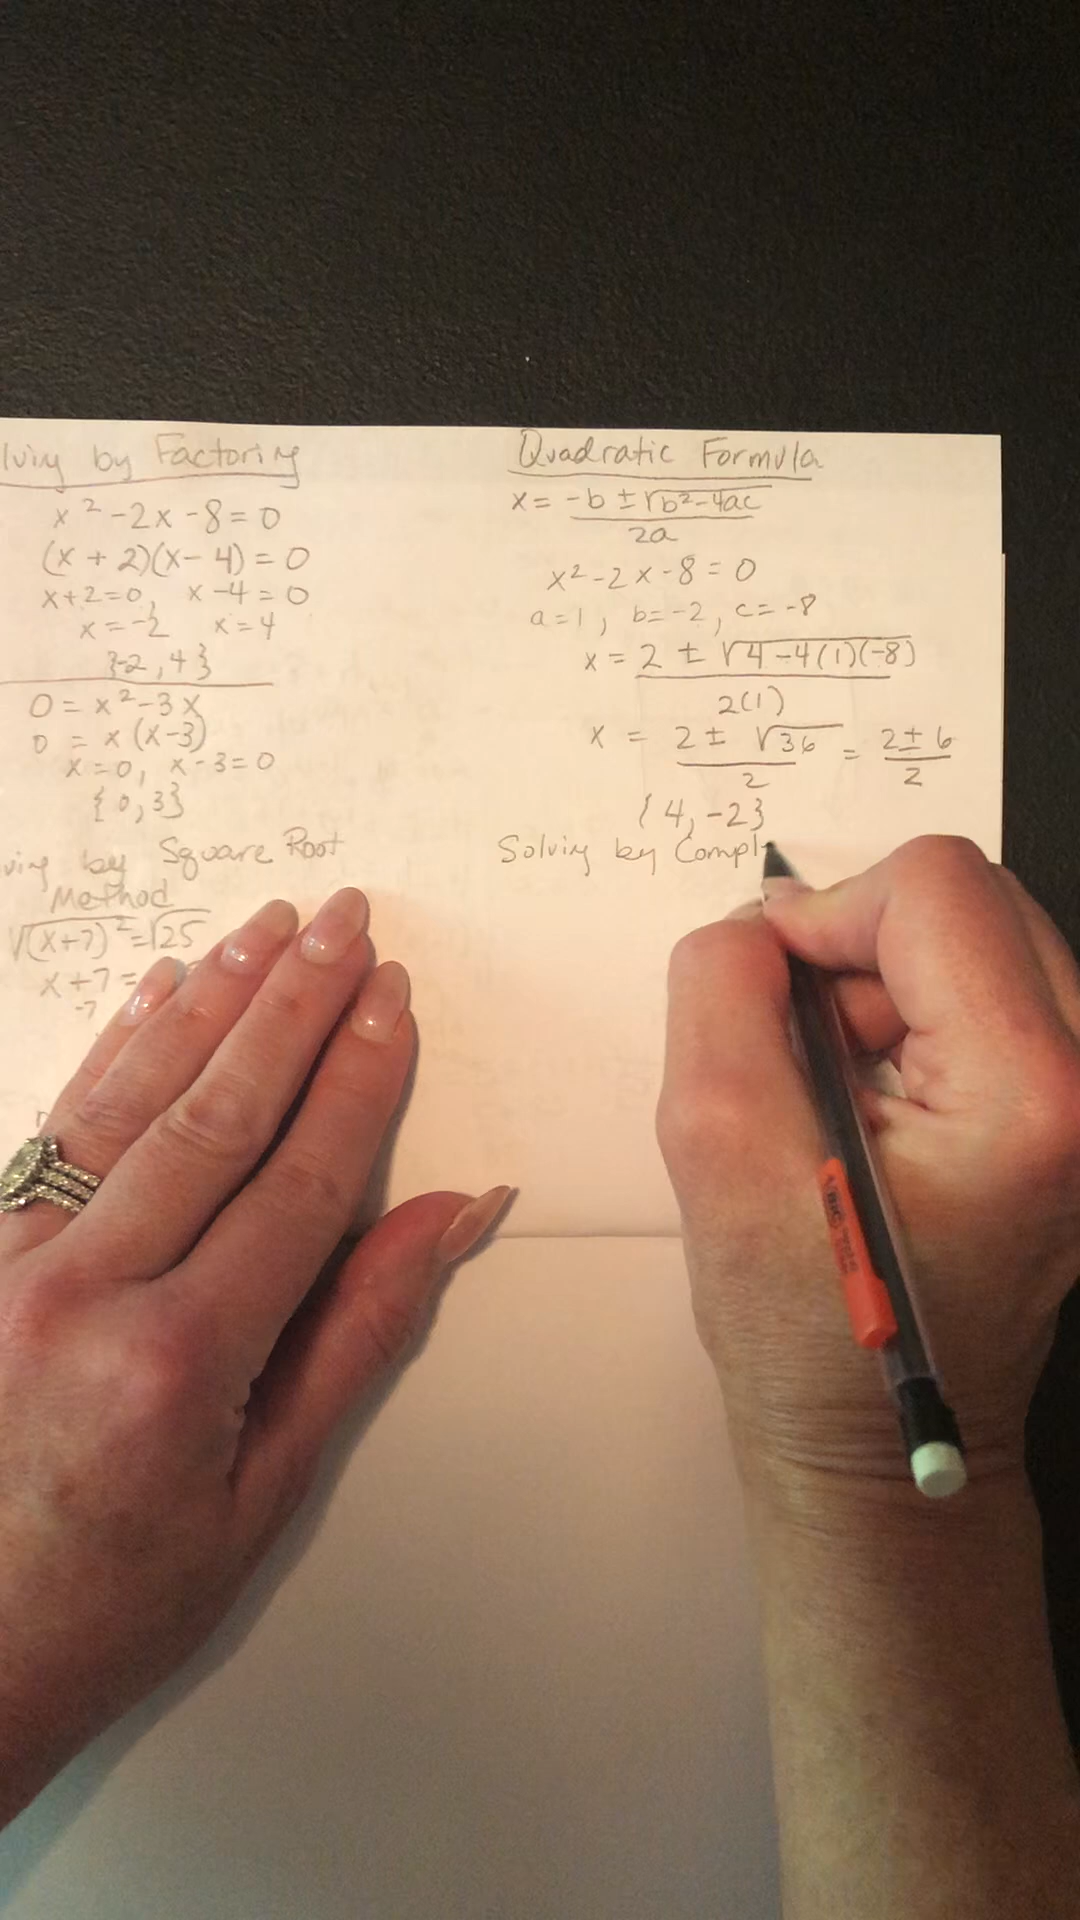 lving by Factoring
x² -2x -8 = 0
(x + 2)(x - 4) = 0
x+2=0, x-4=0
x=-2 x=4
{-2, 4}
0 = x²-3x
0 = x(x-3)
x=0, x-3=0
{0, 3}
ving by Square Root
Method
√(x+7)²=√25
x+7=
-7
Quadratic Formula
x= -b ± √b²-4ac
2a
x²-2x-8=0
a=1, b=-2, c=-8
x = 2 ± √4-4(1)(-8)
2(1)
x = 2 ± √36 = 2±6
2 2
{4, -2}
Solving by Compl
BIC